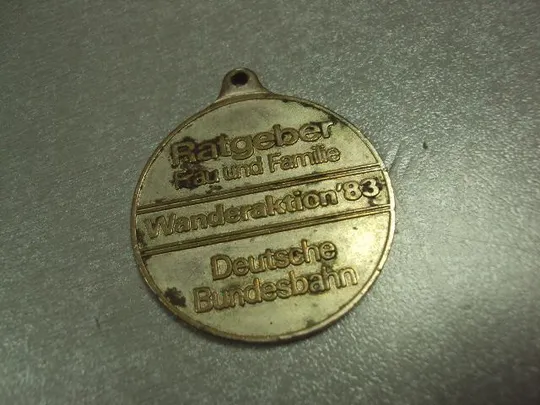 Ratgeber
Frau und Familie
Wanderaktion'83
Deutsche
Bundesbahn